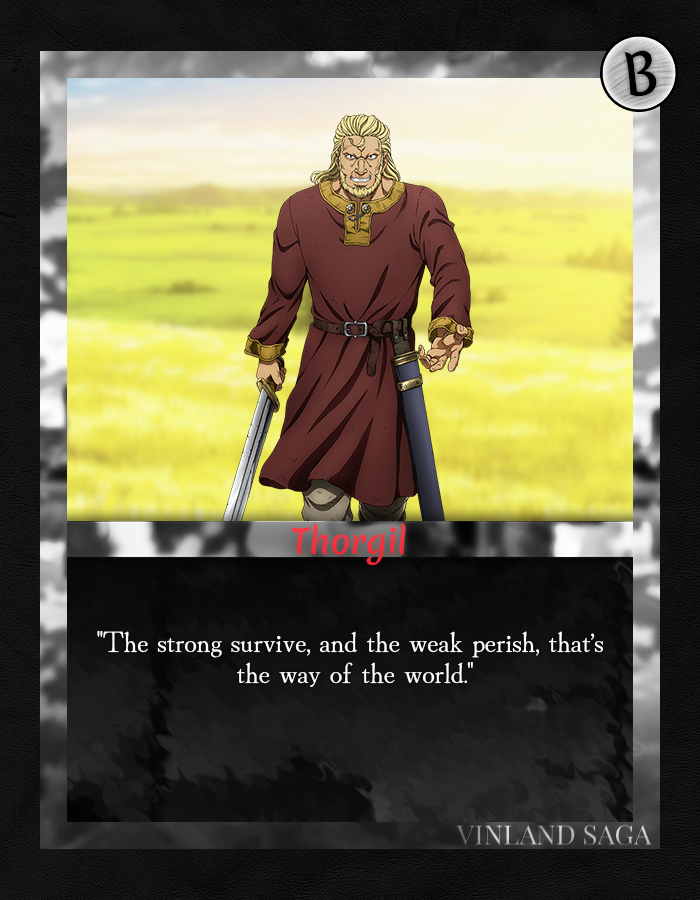 B
Thorgil
"The strong survive, and the weak perish, that's
the way of the world."
VINLAND SAGA